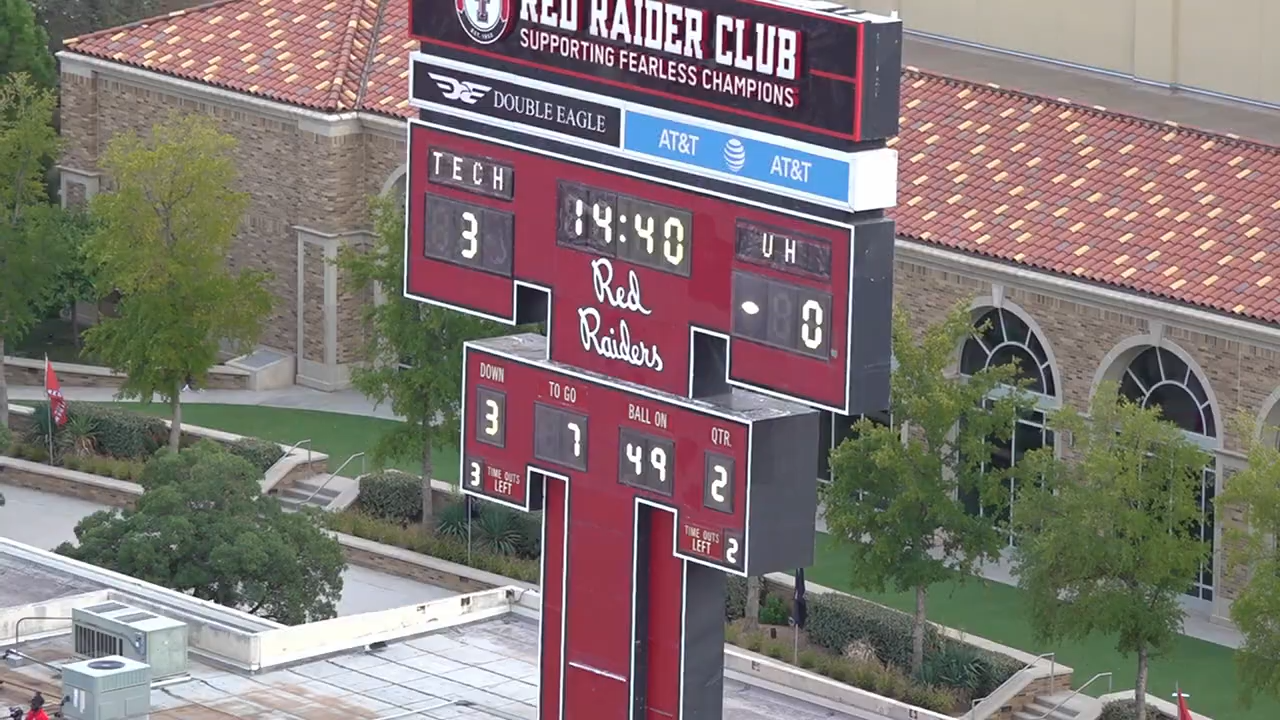 RED RAIDER CLUB
SUPPORTING FEARLESS CHAMPIONS
DOUBLE EAGLE
AT&T AT&T
TECH
14:40
UH
3
0
Red
Raiders
DOWN
TO GO
BALL ON
QTR.
3
7
49
2
3 TIME OUTS LEFT
TIME OUTS LEFT 2